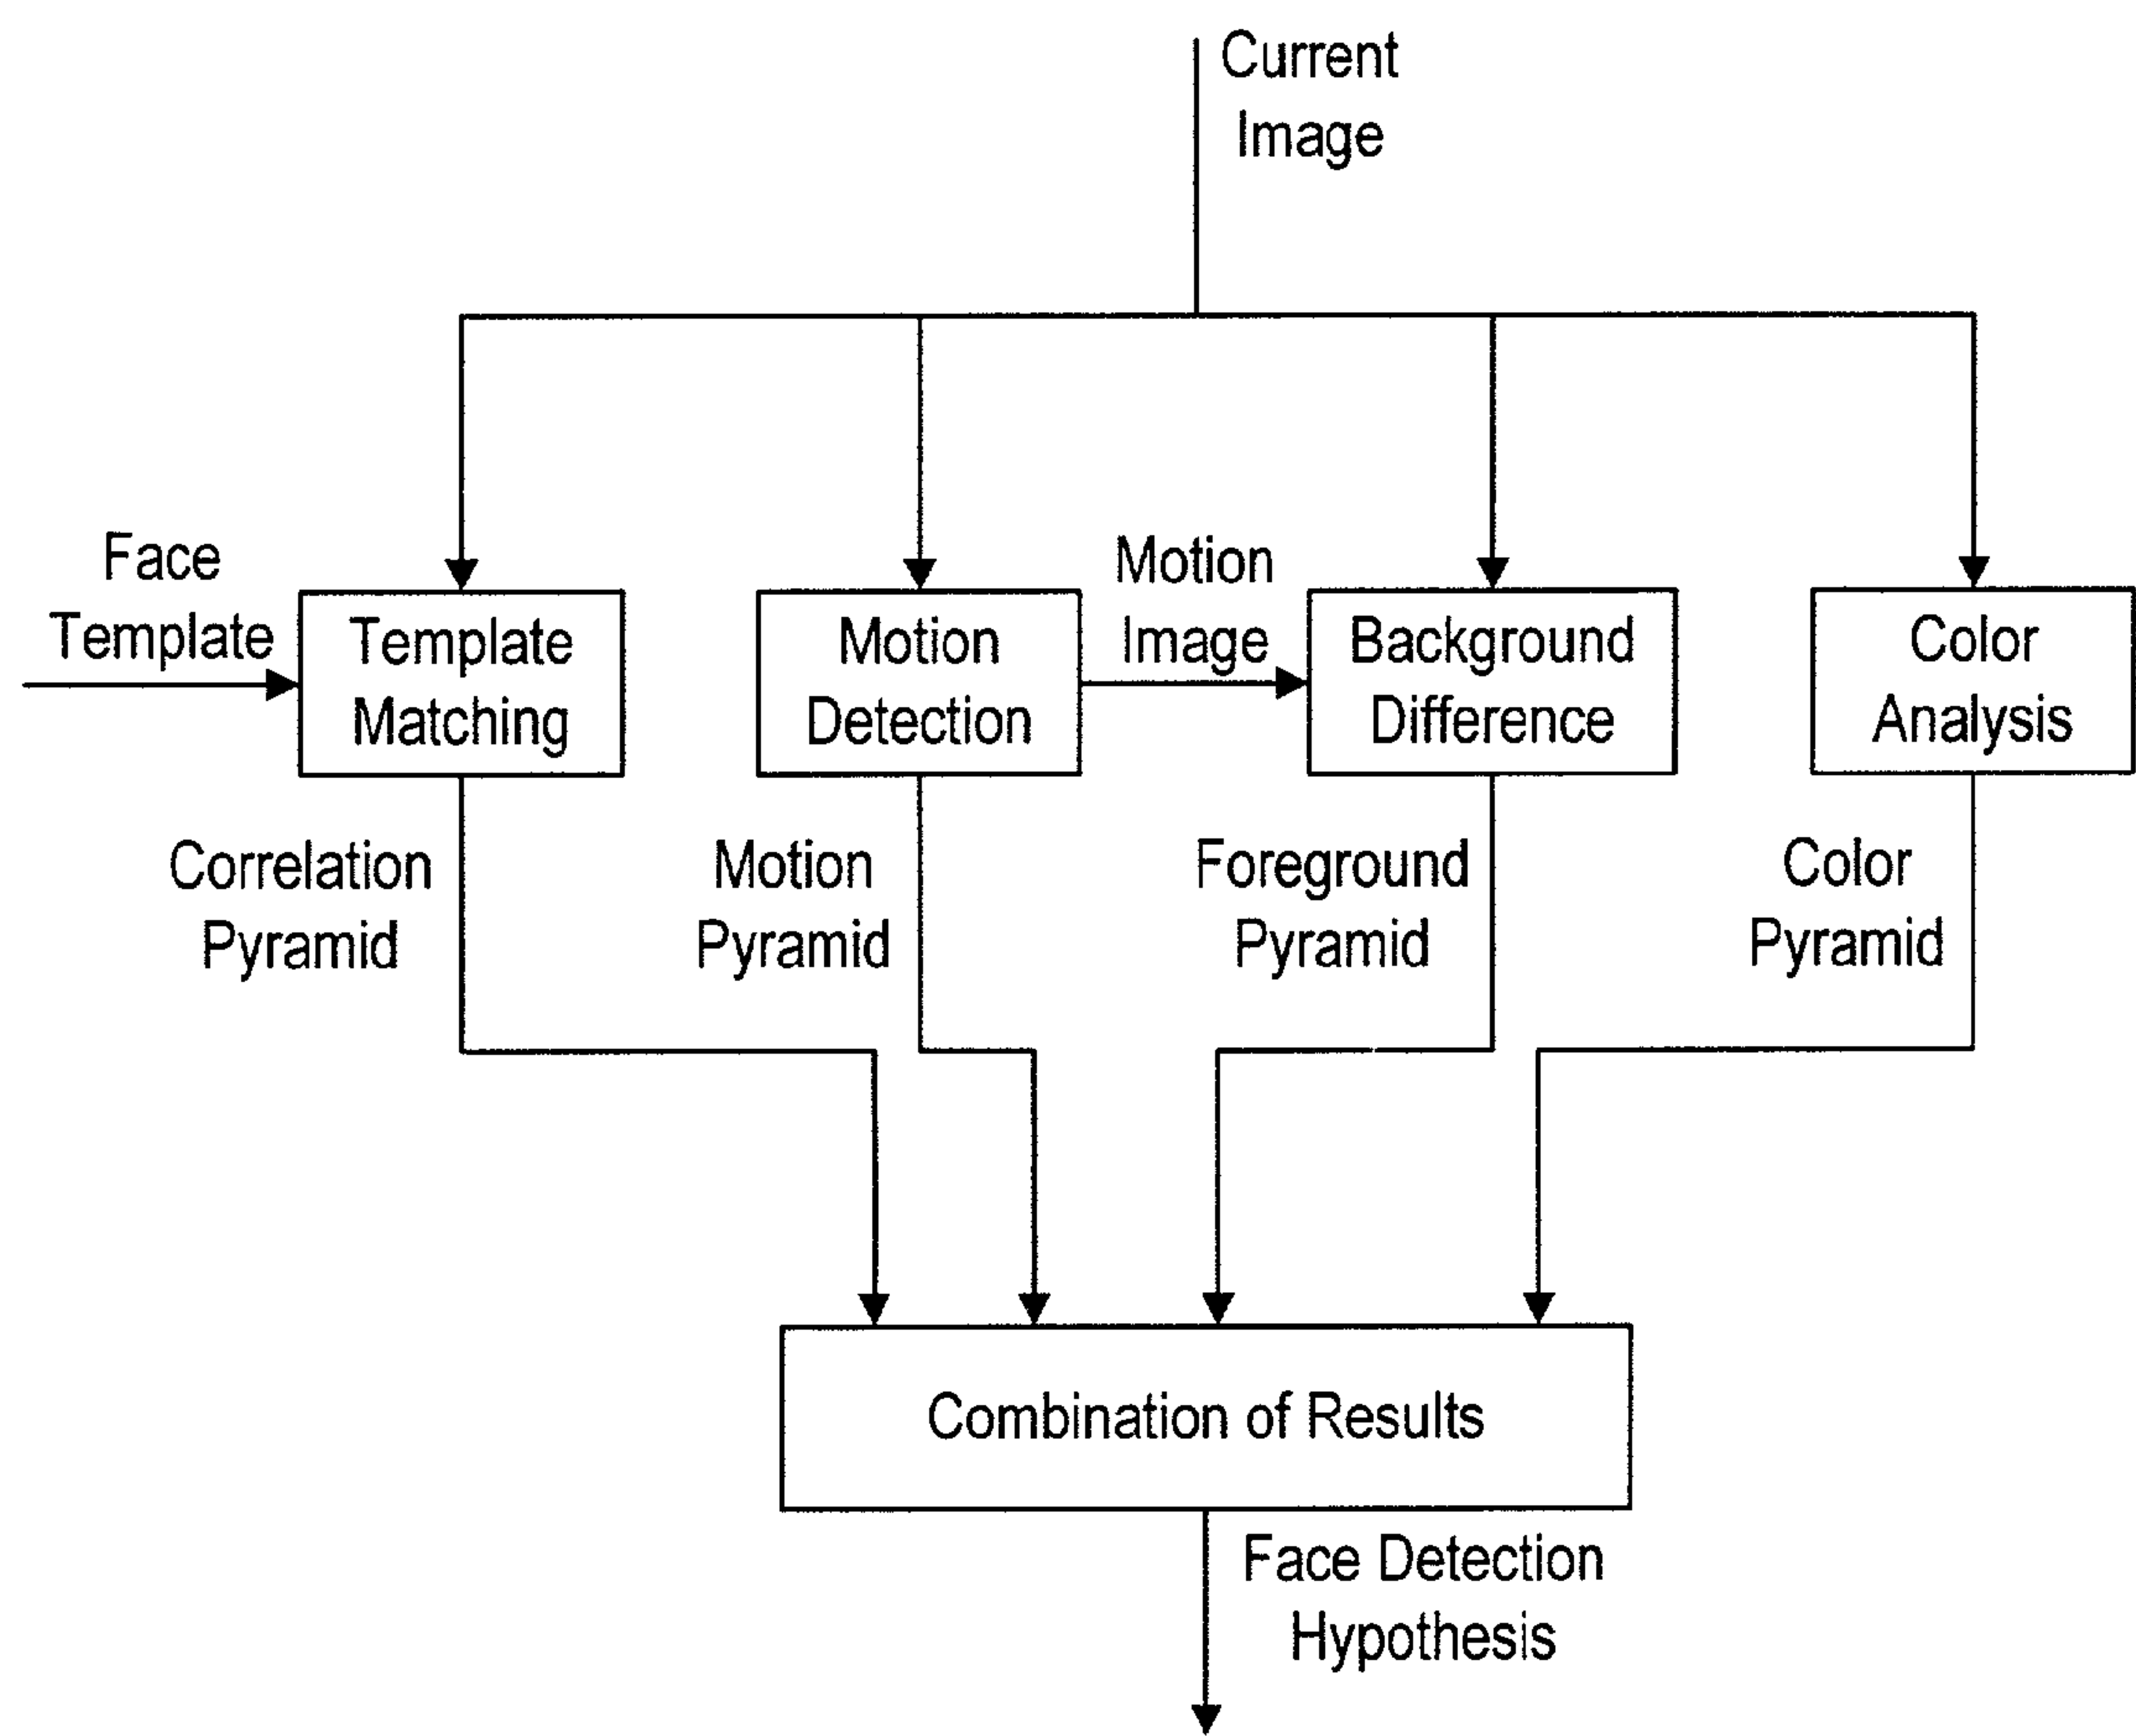 Current
Image
Face
Template
Template
Matching
Motion
Detection
Motion
Image
Background
Difference
Color
Analysis
Correlation
Pyramid
Motion
Pyramid
Foreground
Pyramid
Color
Pyramid
Combination of Results
Face Detection
Hypothesis